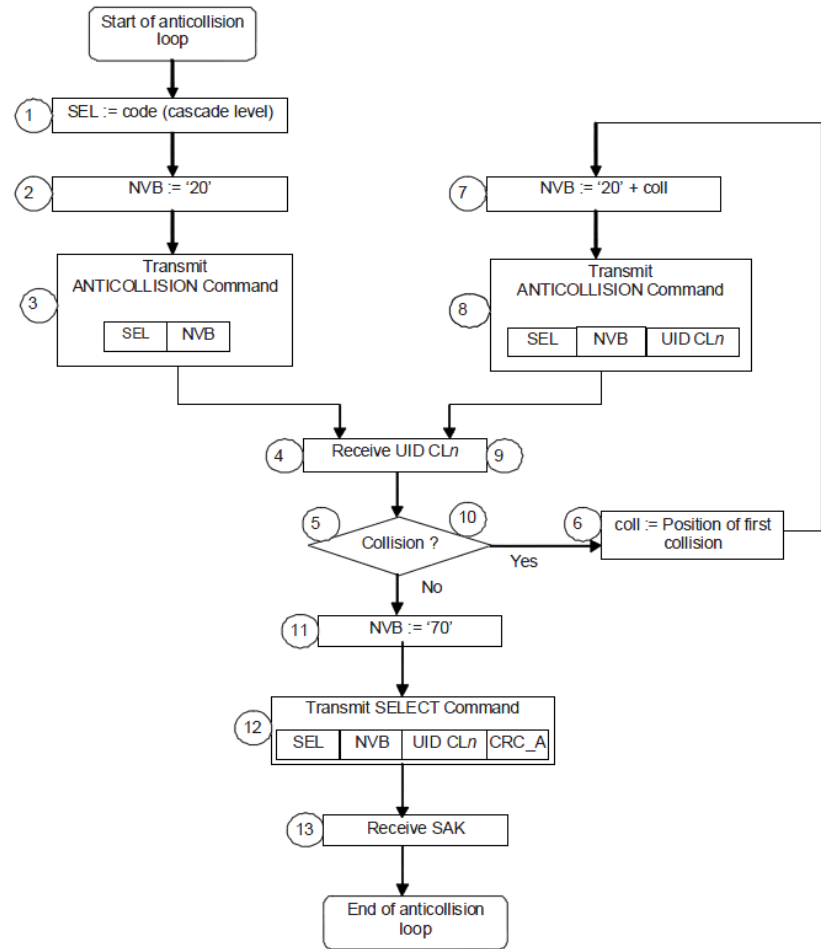 Start of anticollision
loop
1
SEL := code (cascade level)
2
NVB := ‘20’
7
NVB := ‘20’ + coll
3
Transmit
ANTICOLLISION Command
SEL
NVB
8
Transmit
ANTICOLLISION Command
SEL
NVB
UID CLn
4
Receive UID CLn
9
5
Collision ?
10
6
coll := Position of first
collision
Yes
No
11
NVB := ‘70’
12
Transmit SELECT Command
SEL
NVB
UID CLn
CRC_A
13
Receive SAK
End of anticollision
loop